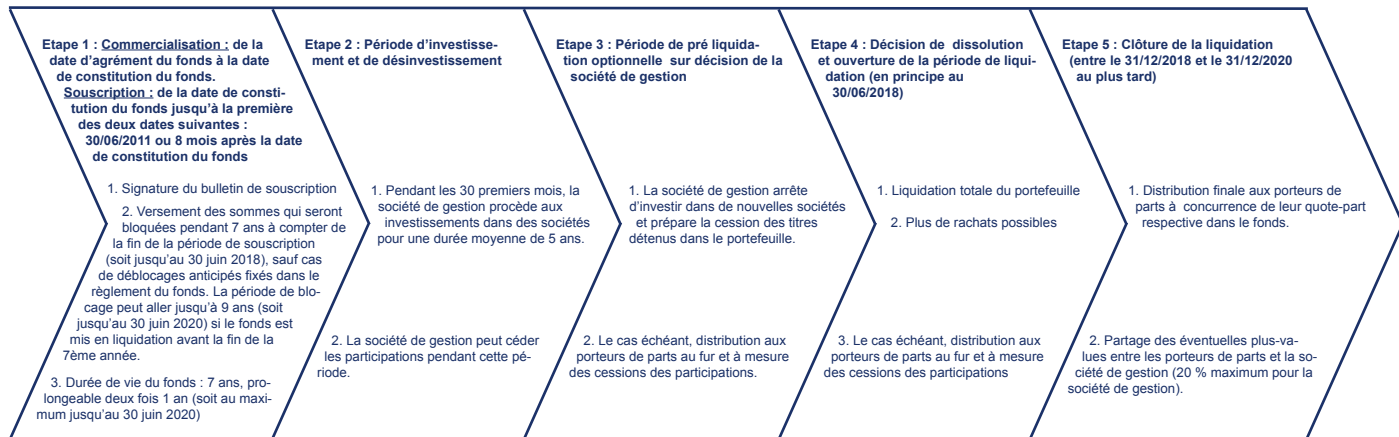 Etape 1 : Commercialisation : de la
date d'agrément du fonds à la date
de constitution du fonds.
Souscription : de la date de consti-
tution du fonds jusqu'à la première
des deux dates suivantes :
30/06/2011 ou 8 mois après la date
de constitution du fonds
1. Signature du bulletin de souscription
2. Versement des sommes qui seront
bloquées pendant 7 ans à compter de
la fin de la période de souscription
(soit jusqu'au 30 juin 2018), sauf cas
de déblocages anticipés fixés dans le
règlement du fonds. La période de blo-
cage peut aller jusqu'à 9 ans (soit
jusqu'au 30 juin 2020) si le fonds est
mis en liquidation avant la fin de la
7ème année.
3. Durée de vie du fonds : 7 ans, pro-
longeable deux fois 1 an (soit au maxi-
mum jusqu'au 30 juin 2020)
Etape 2 : Période d'investisse-
ment et de désinvestissement
1. Pendant les 30 premiers mois, la
société de gestion procède aux
investissements dans des sociétés
pour une durée moyenne de 5 ans.
2. La société de gestion peut céder
les participations pendant cette pé-
riode.
Etape 3 : Période de pré liquida-
tion optionnelle sur décision de la
société de gestion
1. La société de gestion arrête
d'investir dans de nouvelles sociétés
et prépare la cession des titres
détenus dans le portefeuille.
2. Le cas échéant, distribution aux
porteurs de parts au fur et à mesure
des cessions des participations.
Etape 4 : Décision de dissolution
et ouverture de la période de liqui-
dation (en principe au
30/06/2018)
1. Liquidation totale du portefeuille
2. Plus de rachats possibles
3. Le cas échéant, distribution aux
porteurs de parts au fur et à mesure
des cessions des participations
Etape 5 : Clôture de la liquidation
(entre le 31/12/2018 et le 31/12/2020
au plus tard)
1. Distribution finale aux porteurs de
parts à concurrence de leur quote-part
respective dans le fonds.
2. Partage des éventuelles plus-va-
lues entre les porteurs de parts et la so-
ciété de gestion (20 % maximum pour la
société de gestion).